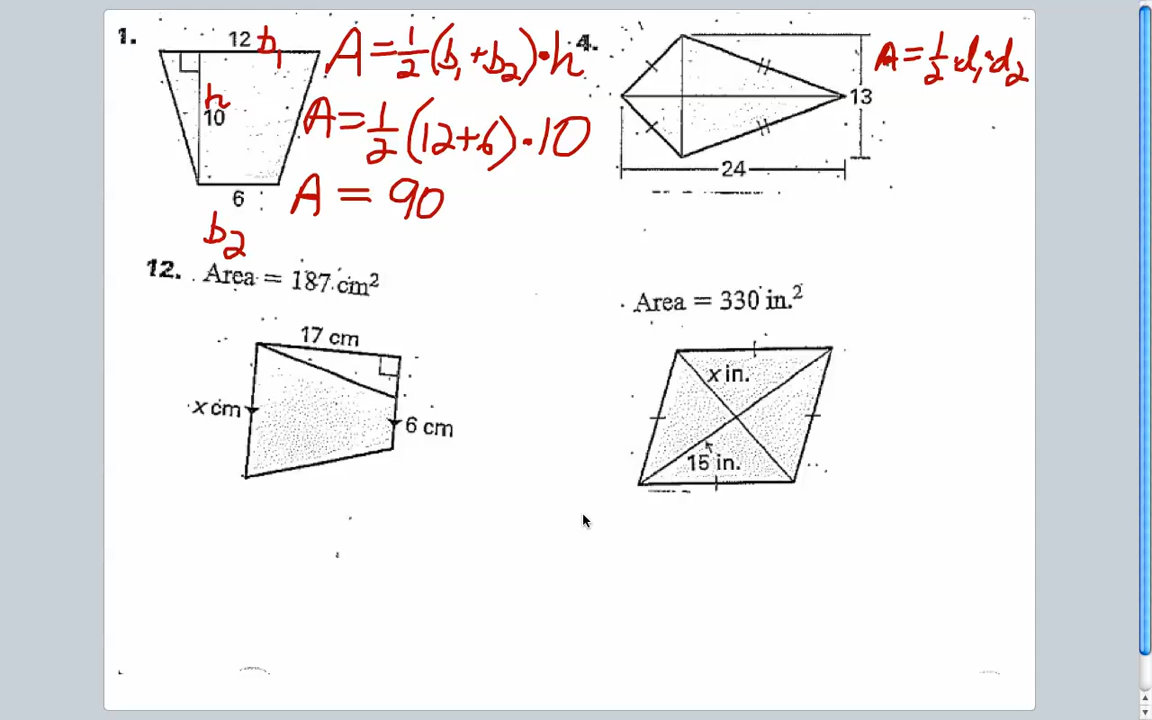 1.
12 b₁
A = 1/2 (b₁ + b₂) · h
h
10
A = 1/2 (12 + 6) · 10
6
A = 90
b₂
4.
A = 1/2 · d₁ · d₂
13
24
12. Area = 187 cm²
17 cm
x cm
6 cm
Area = 330 in.²
x in.
15 in.